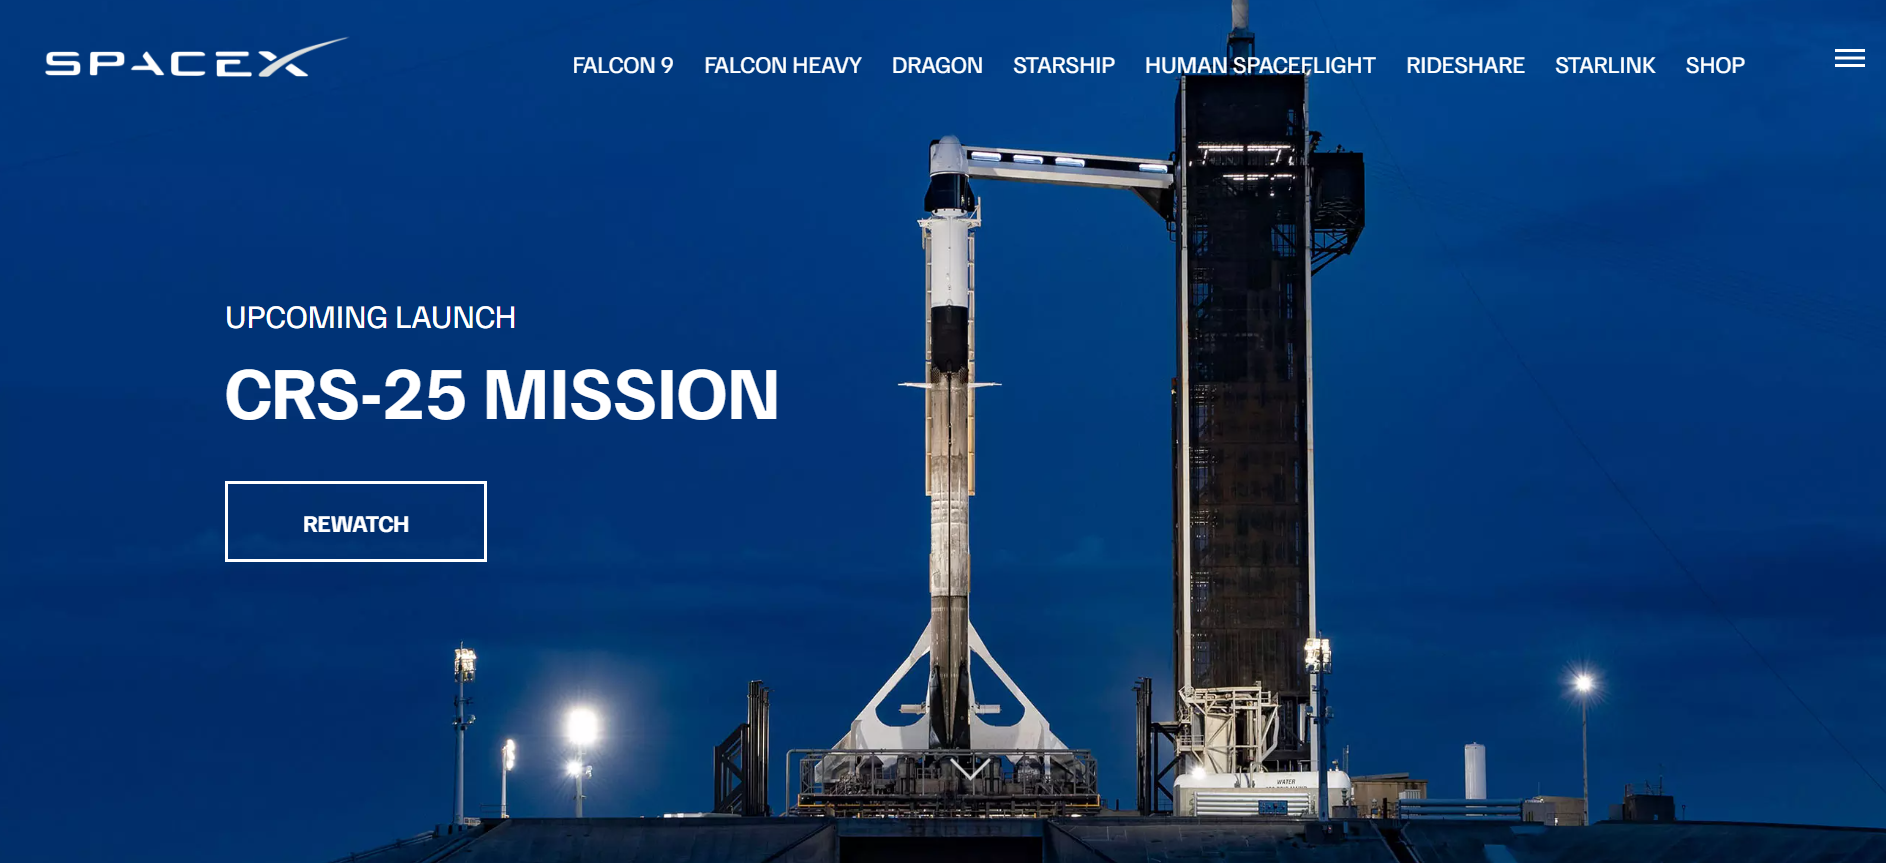 SPACEX
FALCON 9 FALCON HEAVY DRAGON STARSHIP HUMAN SPACEFLIGHT RIDESHARE STARLINK SHOP
UPCOMING LAUNCH
CRS-25 MISSION
REWATCH
WATER